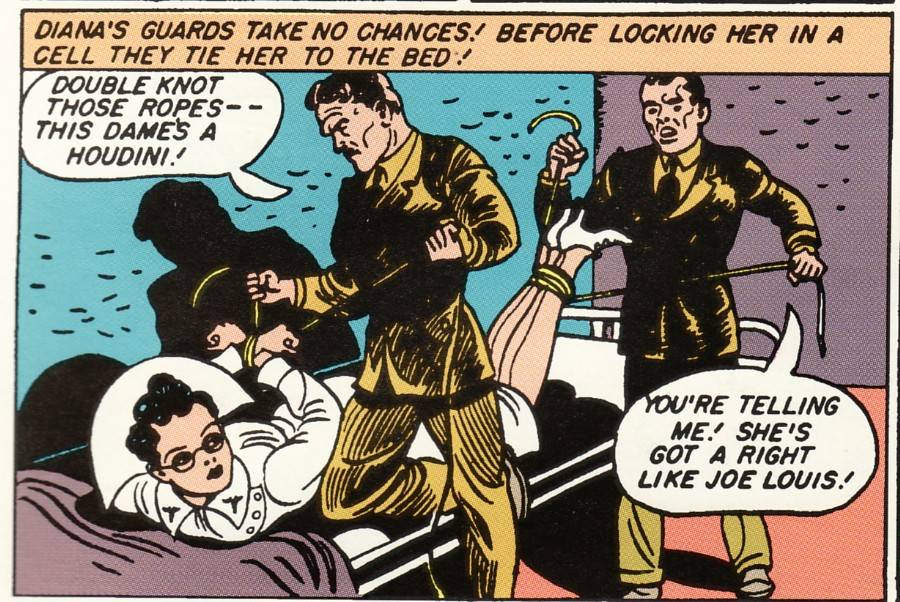 DIANA'S GUARDS TAKE NO CHANCES! BEFORE LOCKING HER IN A
CELL THEY TIE HER TO THE BED!
DOUBLE KNOT
THOSE ROPES--
THIS DAME'S A
HOUDINI!
YOU'RE TELLING
ME! SHE'S
GOT A RIGHT
LIKE JOE LOUIS!